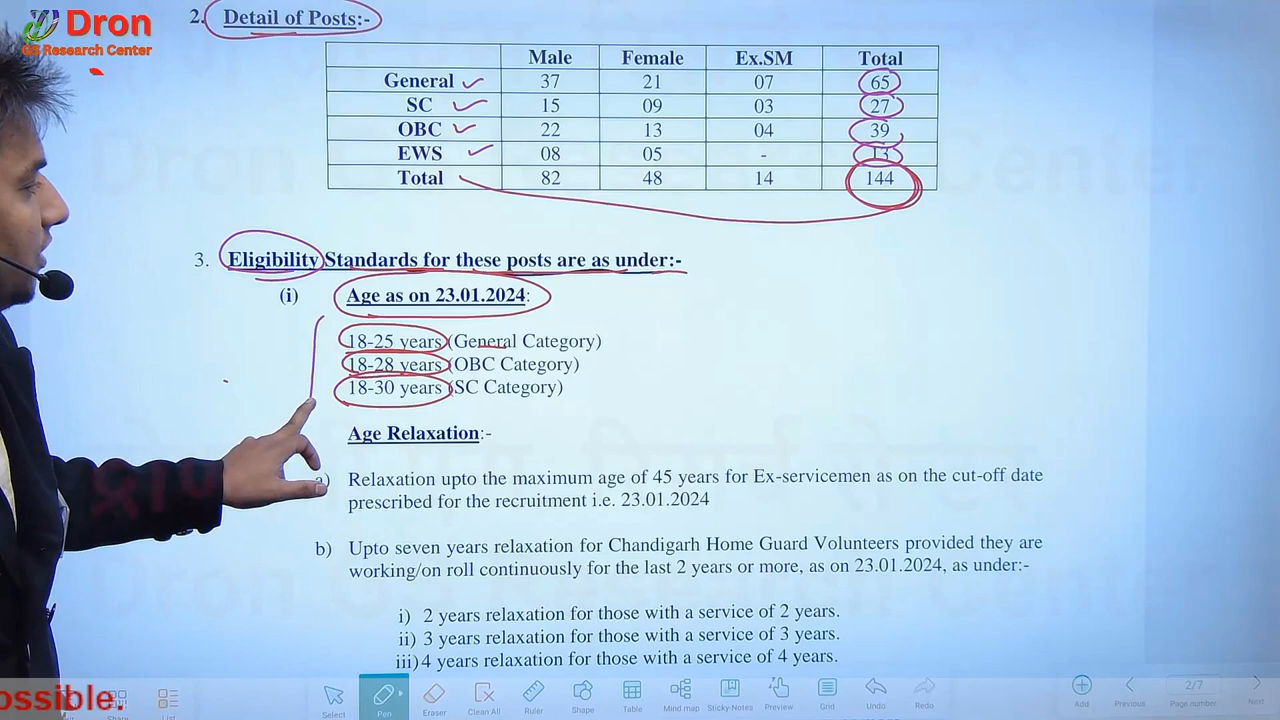 Dron
GS Research Center
2. Detail of Posts:-
Male Female Ex.SM Total
General 37 21 07 65
SC 15 09 03 27
OBC 22 13 04 39
EWS 08 05 - 13
Total 82 48 14 144
3. Eligibility Standards for these posts are as under:-
(i) Age as on 23.01.2024:
18-25 years (General Category)
18-28 years (OBC Category)
18-30 years (SC Category)
Age Relaxation:-
a) Relaxation upto the maximum age of 45 years for Ex-servicemen as on the cut-off date
prescribed for the recruitment i.e. 23.01.2024
b) Upto seven years relaxation for Chandigarh Home Guard Volunteers provided they are
working/on roll continuously for the last 2 years or more, as on 23.01.2024, as under:-
i) 2 years relaxation for those with a service of 2 years.
ii) 3 years relaxation for those with a service of 3 years.
iii) 4 years relaxation for those with a service of 4 years.
ossible.
Share List Select Pen Eraser Clean All Ruler Shape Table Mind map Sticky-Notes Preview Grid Undo Redo Add Previous 2/7 Page number Next